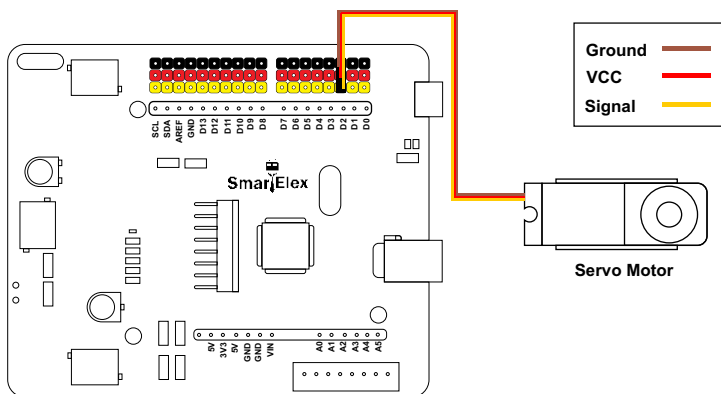 Ground
VCC
Signal
SCL
SDA
AREF
GND
D13
D12
D11
D10
D9
D8
D7
D6
D5
D4
D3
D2
D1
D0
SmartElex
Servo Motor
5V
3V3
5V
GND
GND
VIN
A0
A1
A2
A3
A4
A5